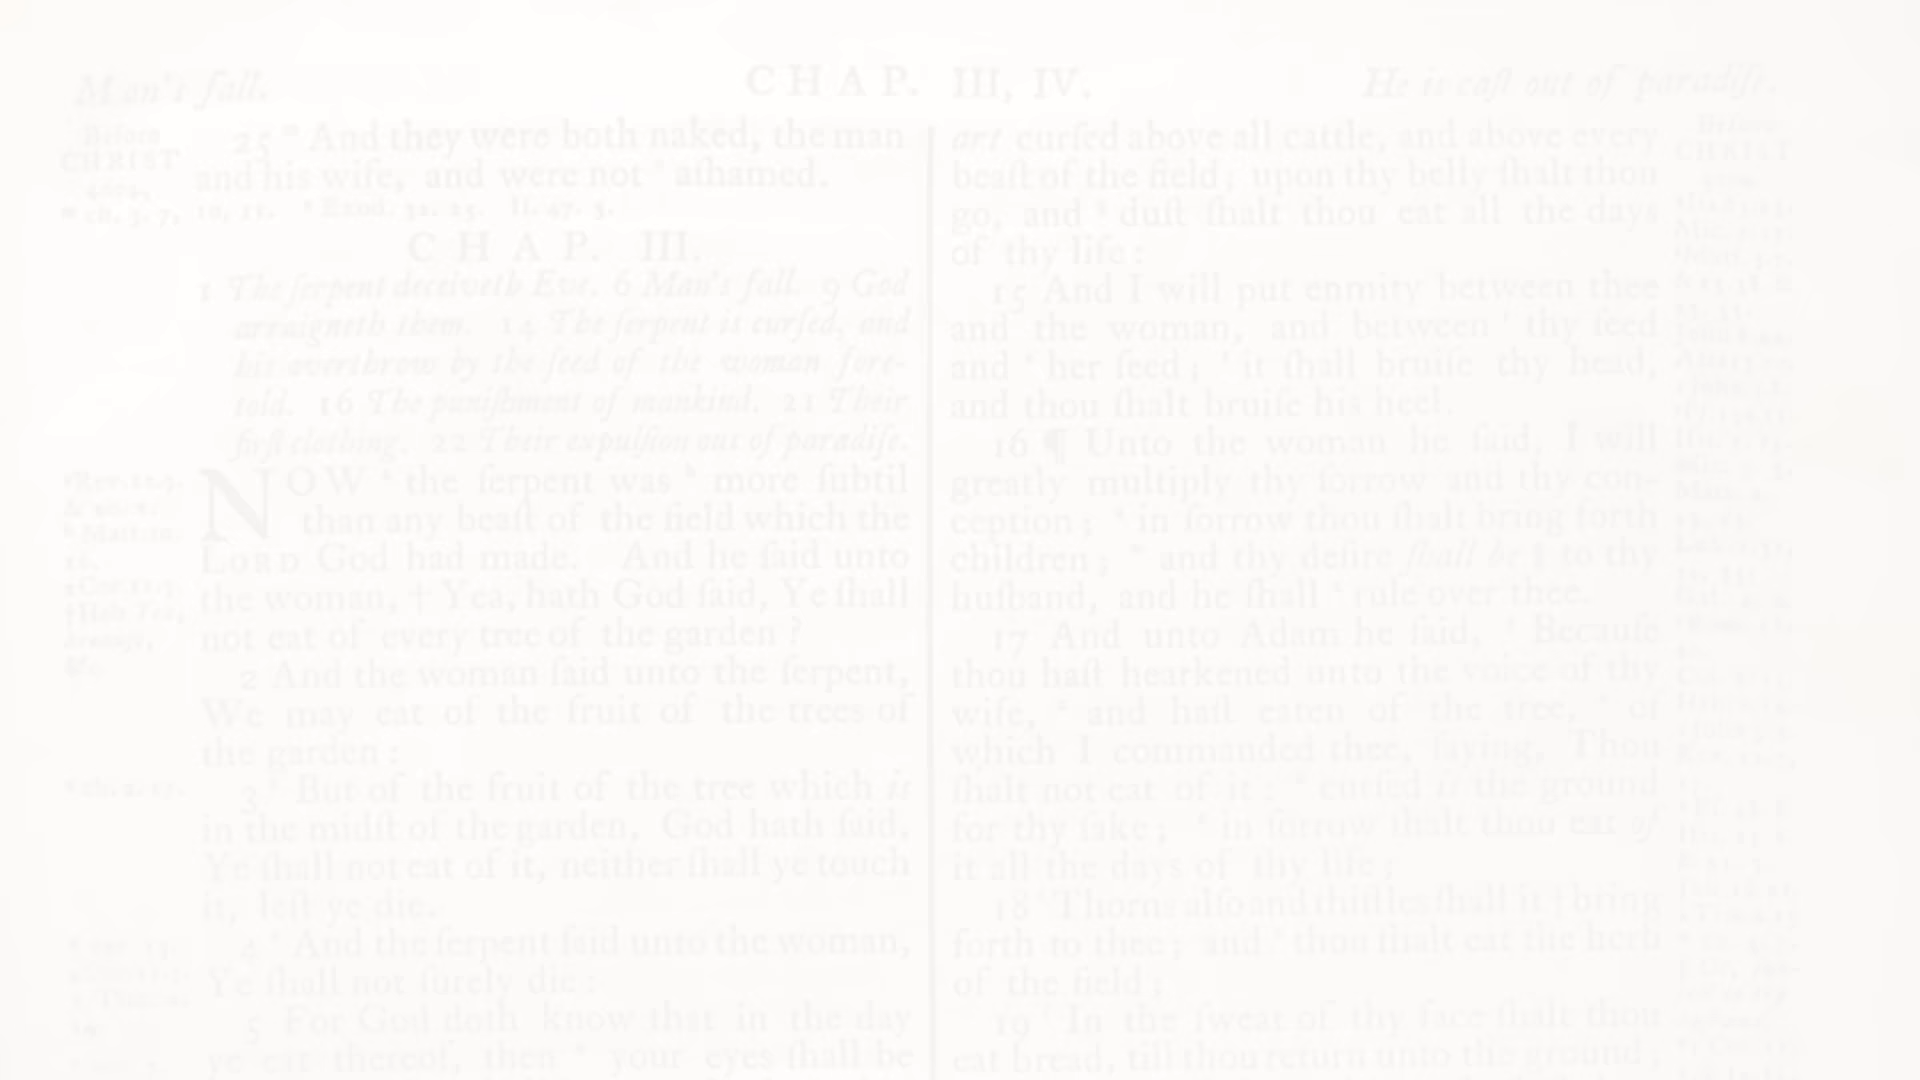 Man's fall.
CHAP. III, IV.
He is caſt out of paradiſe.
Before
CHRIST
4004.
25 ᵐ And they were both naked, the man
and his wife, and were not ⁿ aſhamed.
ᵐ ch. 3. 7, 10, 11. ⁿ Exod. 32. 25. Iſ. 47. 3.
CHAP. III.
1 The ſerpent deceiveth Eve. 6 Man's fall. 9 God
arraigneth them. 14 The ſerpent is curſed, and
his overthrow by the ſeed of the woman fore-
told. 16 The puniſhment of mankind. 21 Their
firſt clothing. 22 Their expulſion out of paradiſe.
NOW ᵃ the ſerpent was ᵇ more ſubtil
than any beaſt of the field which the
LORD God had made. And he ſaid unto
the woman, † Yea, hath God ſaid, Ye ſhall
not eat of every tree of the garden ?
2 And the woman ſaid unto the ſerpent,
We may eat of the fruit of the trees of
the garden :
3 But of the fruit of the tree which is
in the midſt of the garden, God hath ſaid,
Ye ſhall not eat of it, neither ſhall ye touch
it, leſt ye die.
4 And the ſerpent ſaid unto the woman,
Ye ſhall not ſurely die :
5 For God doth know that in the day
ye eat thereof, then your eyes ſhall be
art curſed above all cattle, and above every
beaſt of the field ; upon thy belly ſhalt thou
go, and duſt ſhalt thou eat all the days
of thy life :
15 And I will put enmity between thee
and the woman, and between thy ſeed
and her ſeed ; it ſhall bruiſe thy head,
and thou ſhalt bruiſe his heel.
16 ¶ Unto the woman he ſaid, I will
greatly multiply thy ſorrow and thy con-
ception ; in ſorrow thou ſhalt bring forth
children ; and thy deſire ſhall be ‖ to thy
huſband, and he ſhall rule over thee.
17 And unto Adam he ſaid, Becauſe
thou haſt hearkened unto the voice of thy
wife, and haſt eaten of the tree, of
which I commanded thee, ſaying, Thou
ſhalt not eat of it : curſed is the ground
for thy ſake ; in ſorrow ſhalt thou eat of
it all the days of thy life ;
18 Thorns alſo and thiſtles ſhall it † bring
forth to thee ; and thou ſhalt eat the herb
of the field :
19 In the ſweat of thy face ſhalt thou
eat bread, till thou return unto the ground ;
Before
CHRIST